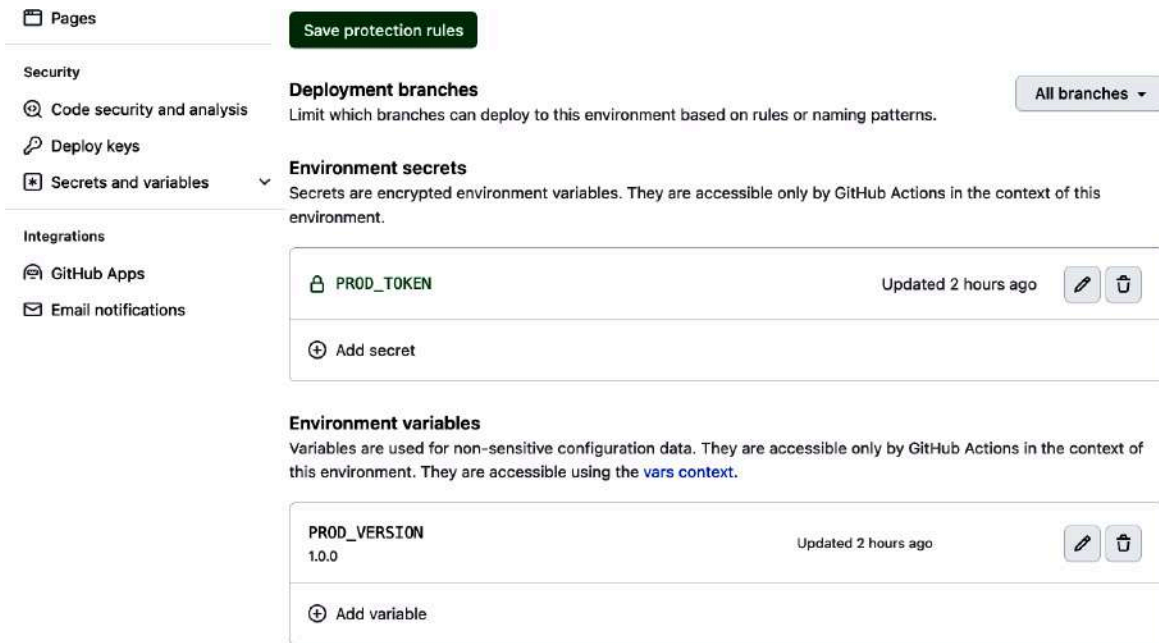 Pages
Security
Code security and analysis
Deploy keys
Secrets and variables
Integrations
GitHub Apps
Email notifications
Save protection rules
Deployment branches
All branches
Limit which branches can deploy to this environment based on rules or naming patterns.
Environment secrets
Secrets are encrypted environment variables. They are accessible only by GitHub Actions in the context of this
environment.
PROD_TOKEN
Updated 2 hours ago
Add secret
Environment variables
Variables are used for non-sensitive configuration data. They are accessible only by GitHub Actions in the context of
this environment. They are accessible using the vars context.
PROD_VERSION
1.0.0
Updated 2 hours ago
Add variable